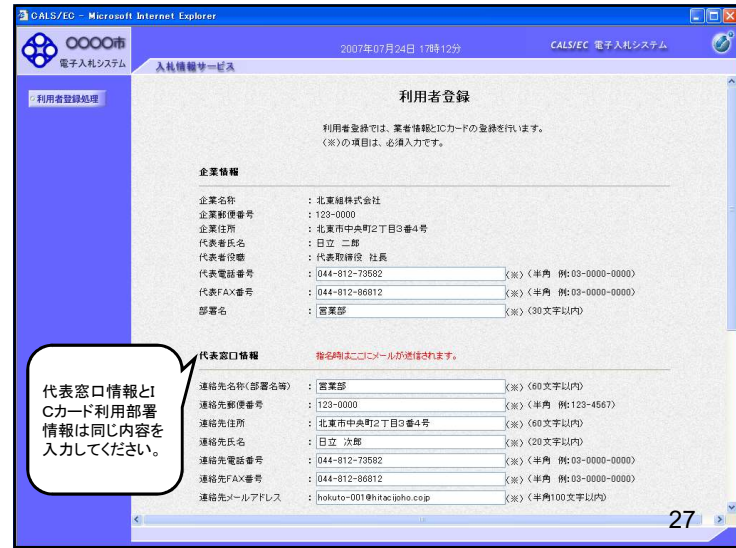 CALS/EC - Microsoft Internet Explorer
OOOO市
電子入札システム
2007年07月24日 17時12分
CALS/EC 電子入札システム
入札情報サービス
利用者登録処理
利用者登録
利用者登録では、業者情報とICカードの登録を行います。
(※)の項目は、必須入力です。
企業情報
企業名称 : 北東組株式会社
企業郵便番号 : 123-0000
企業住所 : 北東市中央町2丁目3番4号
代表者氏名 : 日立 二郎
代表者役職 : 代表取締役 社長
代表電話番号 : 044-812-73582 (※) (半角 例:03-0000-0000)
代表FAX番号 : 044-812-86812 (※) (半角 例:03-0000-0000)
部署名 : 営業部 (※) (30文字以内)
代表窓口情報 指名時はここにメールが送信されます。
連絡先名称(部署名等) : 営業部 (※) (60文字以内)
連絡先郵便番号 : 123-0000 (※) (半角 例:123-4567)
連絡先住所 : 北東市中央町2丁目3番4号 (※) (60文字以内)
連絡先氏名 : 日立 次郎 (※) (20文字以内)
連絡先電話番号 : 044-812-73582 (※) (半角 例:03-0000-0000)
連絡先FAX番号 : 044-812-86812 (※) (半角 例:03-0000-0000)
連絡先メールアドレス : hokuto-001@hitacijoho.cojp (※) (半角100文字以内)
代表窓口情報とI
Cカード利用部署
情報は同じ内容を
入力してください。
27